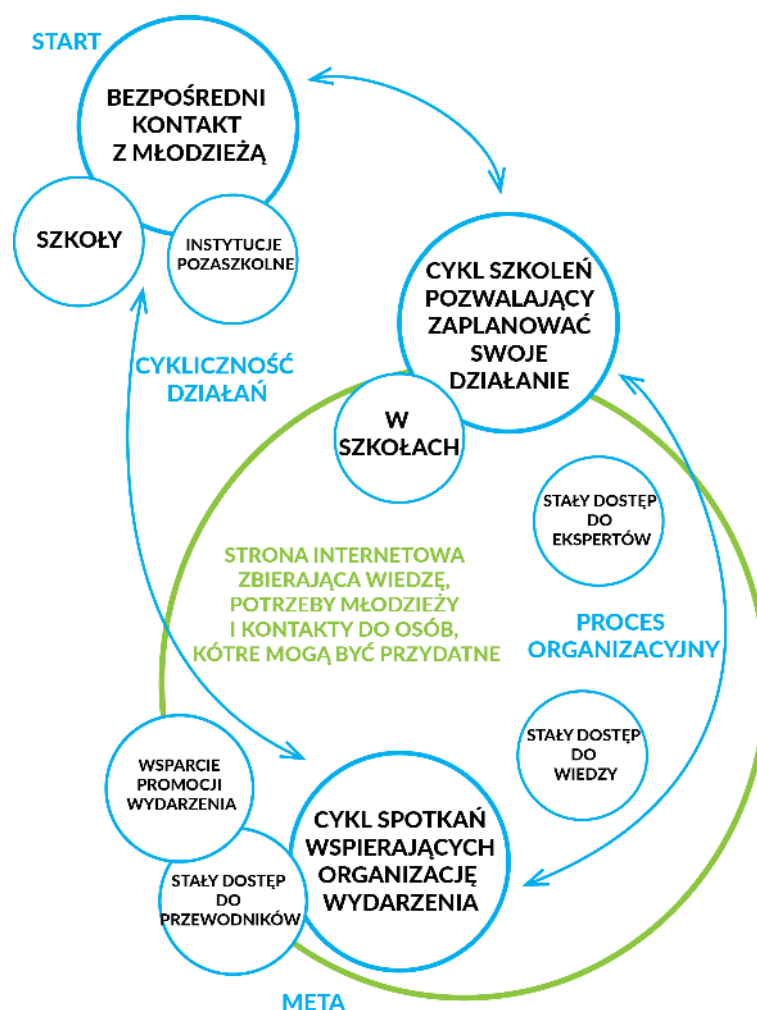 START
BEZPOŚREDNI
KONTAKT
Z MŁODZIEŻĄ
SZKOŁY
INSTYTUCJE
POZASZKOLNE
CYKL SZKOLEŃ
POZWALAJĄCY
ZAPLANOWAĆ
SWOJE
DZIAŁANIE
W
SZKOŁACH
CYKLICZNOŚĆ
DZIAŁAŃ
STAŁY DOSTĘP
DO
EKSPERTÓW
STRONA INTERNETOWA
ZBIERAJĄCA WIEDZĘ,
POTRZEBY MŁODZIEŻY
I KONTAKTY DO OSÓB,
KÓTRE MOGĄ BYĆ PRZYDATNE
PROCES
ORGANIZACYJNY
STAŁY DOSTĘP
DO
WIEDZY
WSPARCIE
PROMOCJI
WYDARZENIA
STAŁY DOSTĘP
DO
PRZEWODNIKÓW
CYKL SPOTKAŃ
WSPIERAJĄCYCH
ORGANIZACJĘ
WYDARZENIA
META